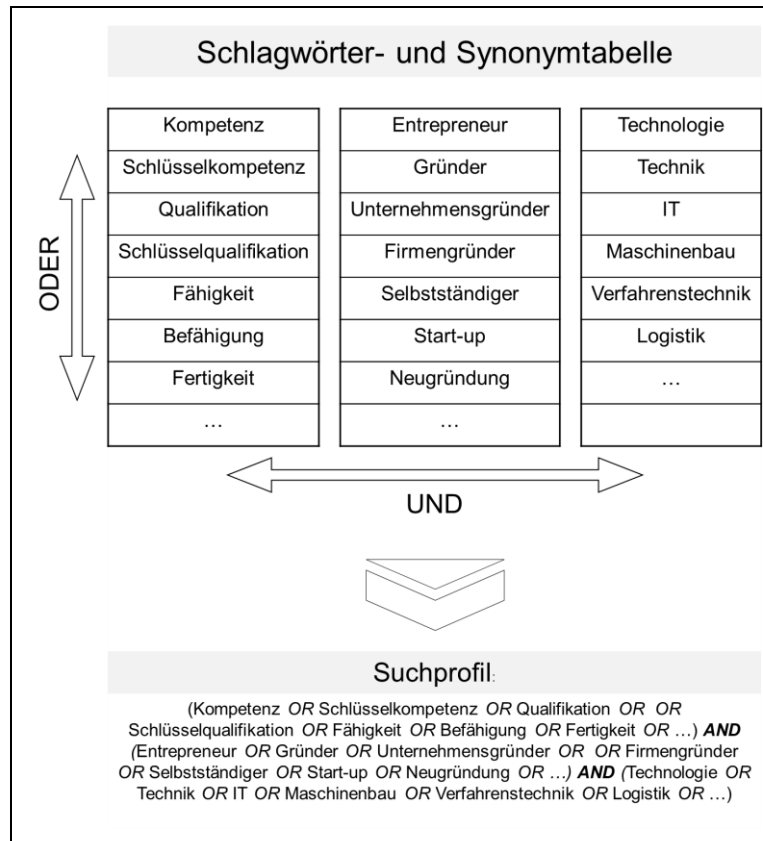 Schlagwörter- und Synonymtabelle
Kompetenz Entrepreneur Technologie
Schlüsselkompetenz Gründer Technik
Qualifikation Unternehmensgründer IT
Schlüsselqualifikation Firmengründer Maschinenbau
Fähigkeit Selbstständiger Verfahrenstechnik
Befähigung Start-up Logistik
Fertigkeit Neugründung …
… …
ODER
UND
Suchprofil:
(Kompetenz OR Schlüsselkompetenz OR Qualifikation OR OR
Schlüsselqualifikation OR Fähigkeit OR Befähigung OR Fertigkeit OR …) AND
(Entrepreneur OR Gründer OR Unternehmensgründer OR OR Firmengründer
OR Selbstständiger OR Start-up OR Neugründung OR …) AND (Technologie OR
Technik OR IT OR Maschinenbau OR Verfahrenstechnik OR Logistik OR …)